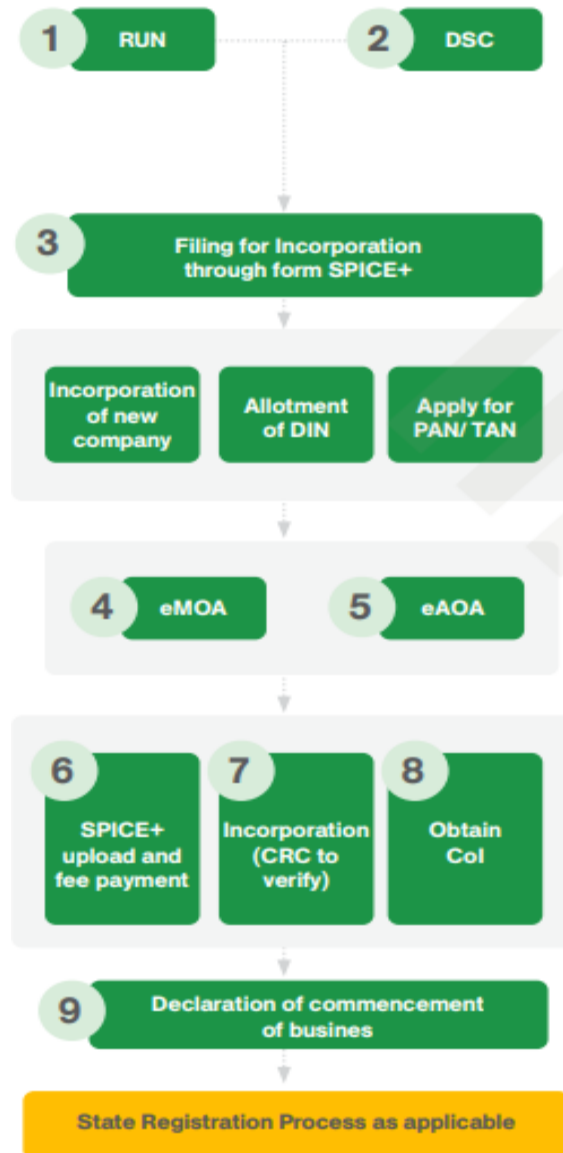 1 RUN
2 DSC
3 Filing for Incorporation
through form SPICE+
Incorporation
of new
company
Allotment
of DIN
Apply for
PAN/ TAN
4 eMOA
5 eAOA
6
SPICE+
upload and
fee payment
7
Incorporation
(CRC to
verify)
8
Obtain
CoI
9 Declaration of commencement
of busines
State Registration Process as applicable